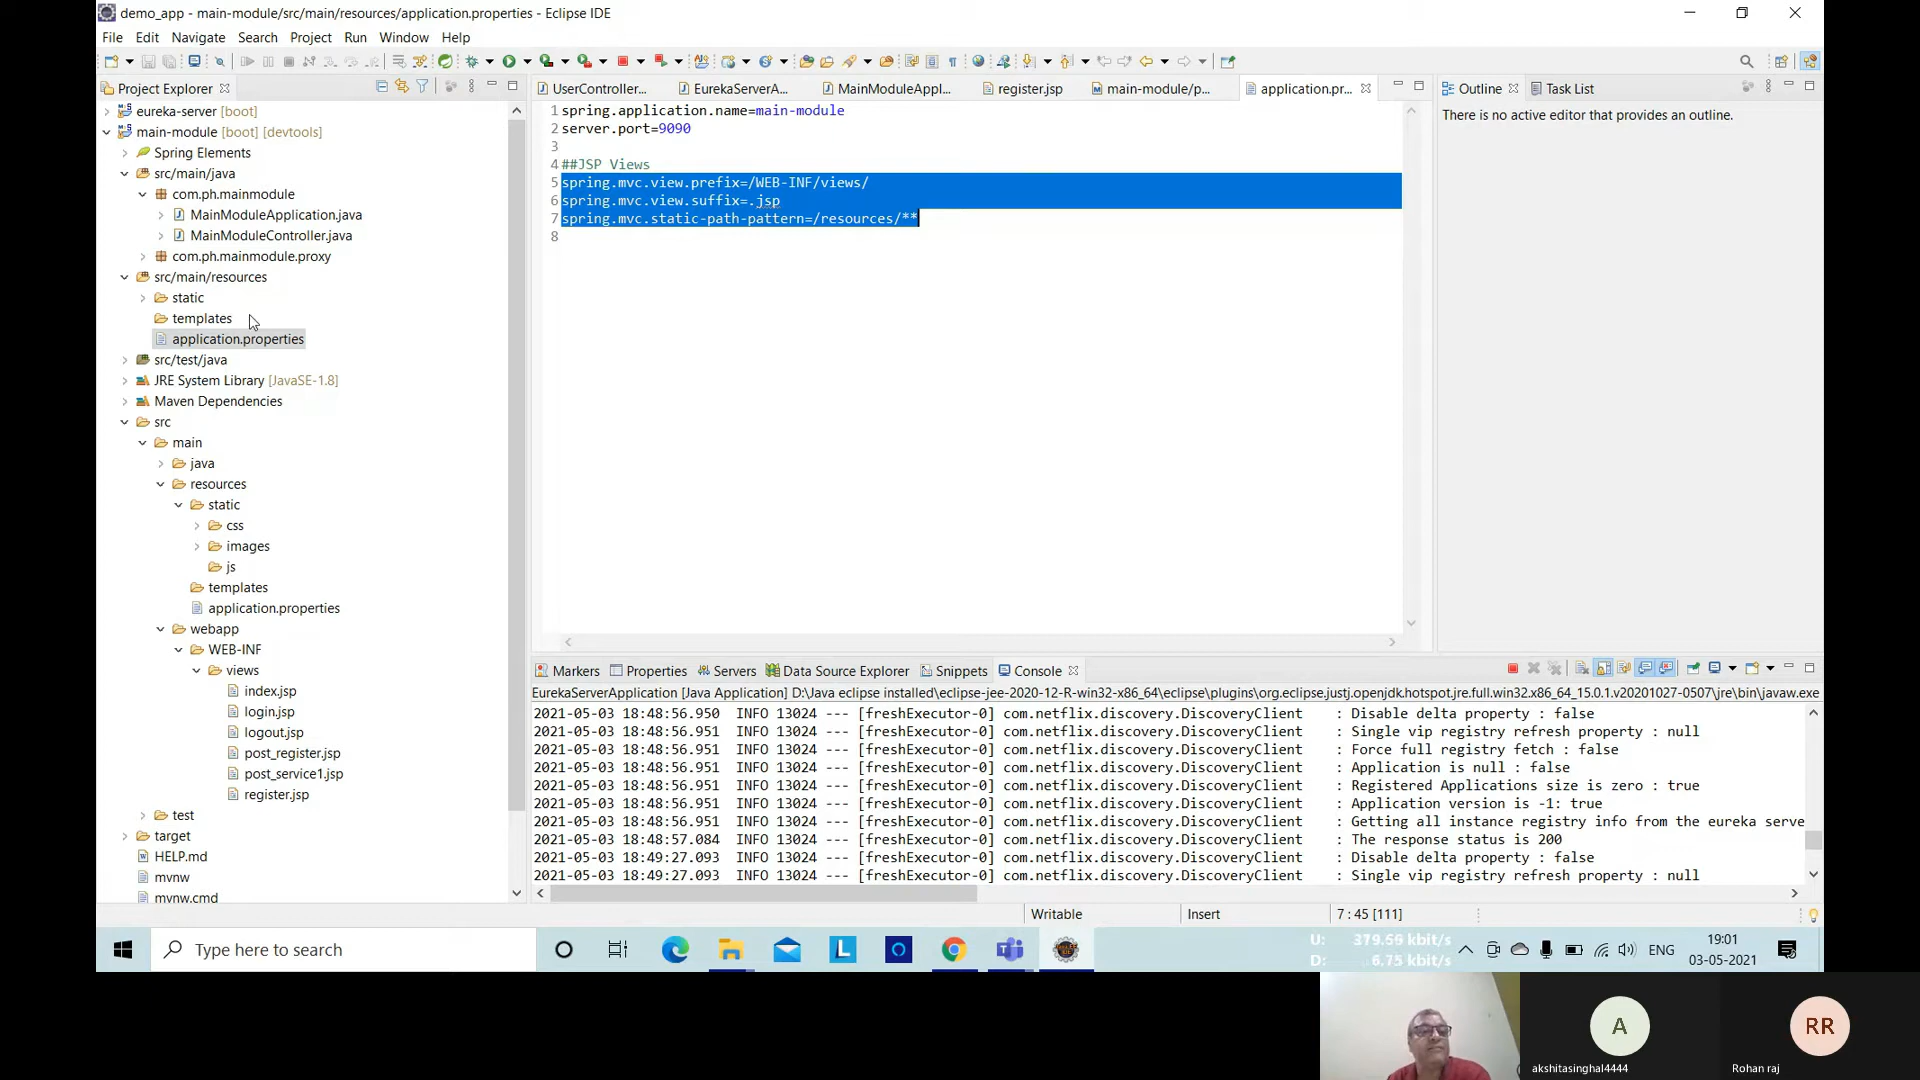 demo_app - main-module/src/main/resources/application.properties - Eclipse IDE
File Edit Navigate Search Project Run Window Help
Project Explorer
eureka-server [boot]
main-module [boot] [devtools]
Spring Elements
src/main/java
com.ph.mainmodule
MainModuleApplication.java
MainModuleController.java
com.ph.mainmodule.proxy
src/main/resources
static
templates
application.properties
src/test/java
JRE System Library [JavaSE-1.8]
Maven Dependencies
src
main
java
resources
static
css
images
js
templates
application.properties
webapp
WEB-INF
views
index.jsp
login.jsp
logout.jsp
post_register.jsp
post_service1.jsp
register.jsp
test
target
HELP.md
mvnw
mvnw.cmd
UserController... EurekaServerA... MainModuleAppl... register.jsp main-module/p... application.pr...
1 spring.application.name=main-module
2 server.port=9090
3
4 ##JSP Views
5 spring.mvc.view.prefix=/WEB-INF/views/
6 spring.mvc.view.suffix=.jsp
7 spring.mvc.static-path-pattern=/resources/**
8
Outline Task List
There is no active editor that provides an outline.
Markers Properties Servers Data Source Explorer Snippets Console
EurekaServerApplication [Java Application] D:\Java eclipse installed\eclipse-jee-2020-12-R-win32-x86_64\eclipse\plugins\org.eclipse.justj.openjdk.hotspot.jre.full.win32.x86_64_15.0.1.v20201027-0507\jre\bin\javaw.exe
2021-05-03 18:48:56.950 INFO 13024 --- [freshExecutor-0] com.netflix.discovery.DiscoveryClient : Disable delta property : false
2021-05-03 18:48:56.951 INFO 13024 --- [freshExecutor-0] com.netflix.discovery.DiscoveryClient : Single vip registry refresh property : null
2021-05-03 18:48:56.951 INFO 13024 --- [freshExecutor-0] com.netflix.discovery.DiscoveryClient : Force full registry fetch : false
2021-05-03 18:48:56.951 INFO 13024 --- [freshExecutor-0] com.netflix.discovery.DiscoveryClient : Application is null : false
2021-05-03 18:48:56.951 INFO 13024 --- [freshExecutor-0] com.netflix.discovery.DiscoveryClient : Registered Applications size is zero : true
2021-05-03 18:48:56.951 INFO 13024 --- [freshExecutor-0] com.netflix.discovery.DiscoveryClient : Application version is -1: true
2021-05-03 18:48:56.951 INFO 13024 --- [freshExecutor-0] com.netflix.discovery.DiscoveryClient : Getting all instance registry info from the eureka serve
2021-05-03 18:48:57.084 INFO 13024 --- [freshExecutor-0] com.netflix.discovery.DiscoveryClient : The response status is 200
2021-05-03 18:49:27.093 INFO 13024 --- [freshExecutor-0] com.netflix.discovery.DiscoveryClient : Disable delta property : false
2021-05-03 18:49:27.093 INFO 13024 --- [freshExecutor-0] com.netflix.discovery.DiscoveryClient : Single vip registry refresh property : null
Writable Insert 7 : 45 [111]
Type here to search
U: 379.59 kbit/s
D: 6.75 kbit/s
ENG
19:01
03-05-2021
A
RR
akshitasinghal4444
Rohan raj